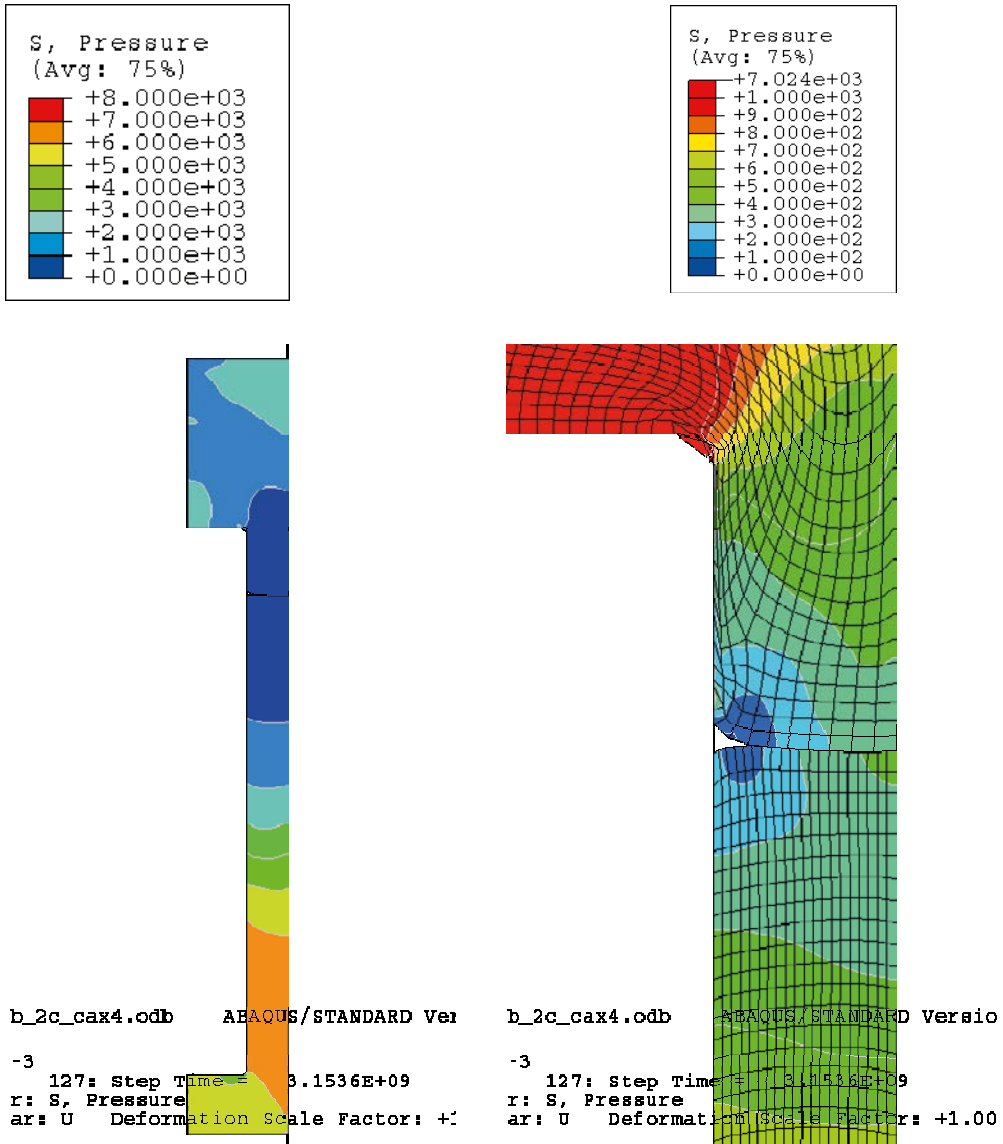 S, Pressure
(Avg: 75%)
+8.000e+03
+7.000e+03
+6.000e+03
+5.000e+03
+4.000e+03
+3.000e+03
+2.000e+03
+1.000e+03
+0.000e+00
S, Pressure
(Avg: 75%)
+7.024e+03
+1.000e+03
+9.000e+02
+8.000e+02
+7.000e+02
+6.000e+02
+5.000e+02
+4.000e+02
+3.000e+02
+2.000e+02
+1.000e+02
+0.000e+00
b_2c_cax4.odb ABAQUS/STANDARD Ver
-3
127: Step Time = 3.1536E+09
r: S, Pressure
ar: U Deformation Scale Factor: +1
b_2c_cax4.odb ABAQUS/STANDARD Versio
-3
127: Step Time = 3.1536E+09
r: S, Pressure
ar: U Deformation Scale Factor: +1.00